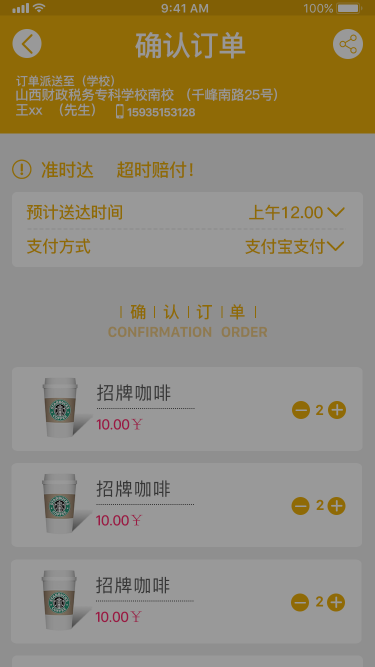 9:41 AM 100%
确认订单
订单派送至（学校）
山西财政税务专科学校南校 （千峰南路25号）
王xx （先生） 15935153128
准时达 超时赔付！
预计送达时间 上午12.00
支付方式 支付宝支付
| 确 | 认 | 订 | 单 |
CONFIRMATION ORDER
招牌咖啡
10.00￥ 2
招牌咖啡
10.00￥ 2
招牌咖啡
10.00￥ 2